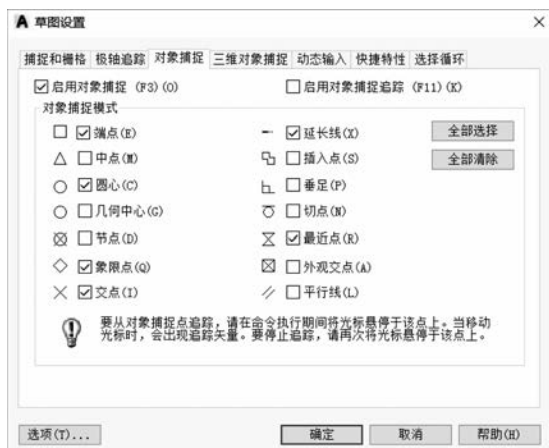 草图设置
捕捉和栅格 极轴追踪 对象捕捉 三维对象捕捉 动态输入 快捷特性 选择循环
启用对象捕捉 (F3)(O) 启用对象捕捉追踪 (F11)(K)
对象捕捉模式
端点(E) 延长线(X) 全部选择
中点(M) 插入点(S) 全部清除
圆心(C) 垂足(P)
几何中心(G) 切点(N)
节点(D) 最近点(R)
象限点(Q) 外观交点(A)
交点(I) 平行线(L)
要从对象捕捉点追踪，请在命令执行期间将光标悬停于该点上。当移动
光标时，会出现追踪矢量。要停止追踪，请再次将光标悬停于该点上。
选项(T)... 确定 取消 帮助(H)